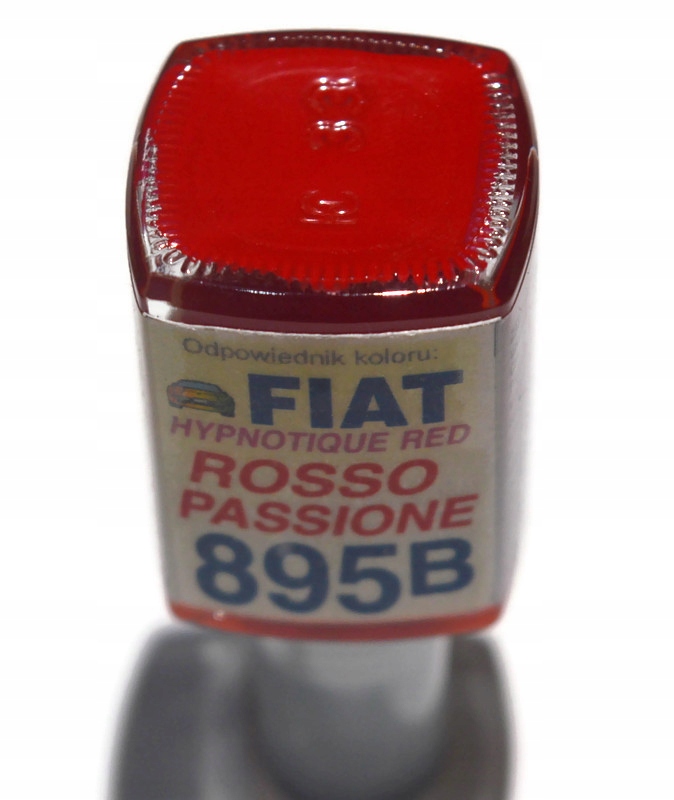 Odpowiednik koloru:
FIAT
HYPNOTIQUE RED
ROSSO
PASSIONE
895B